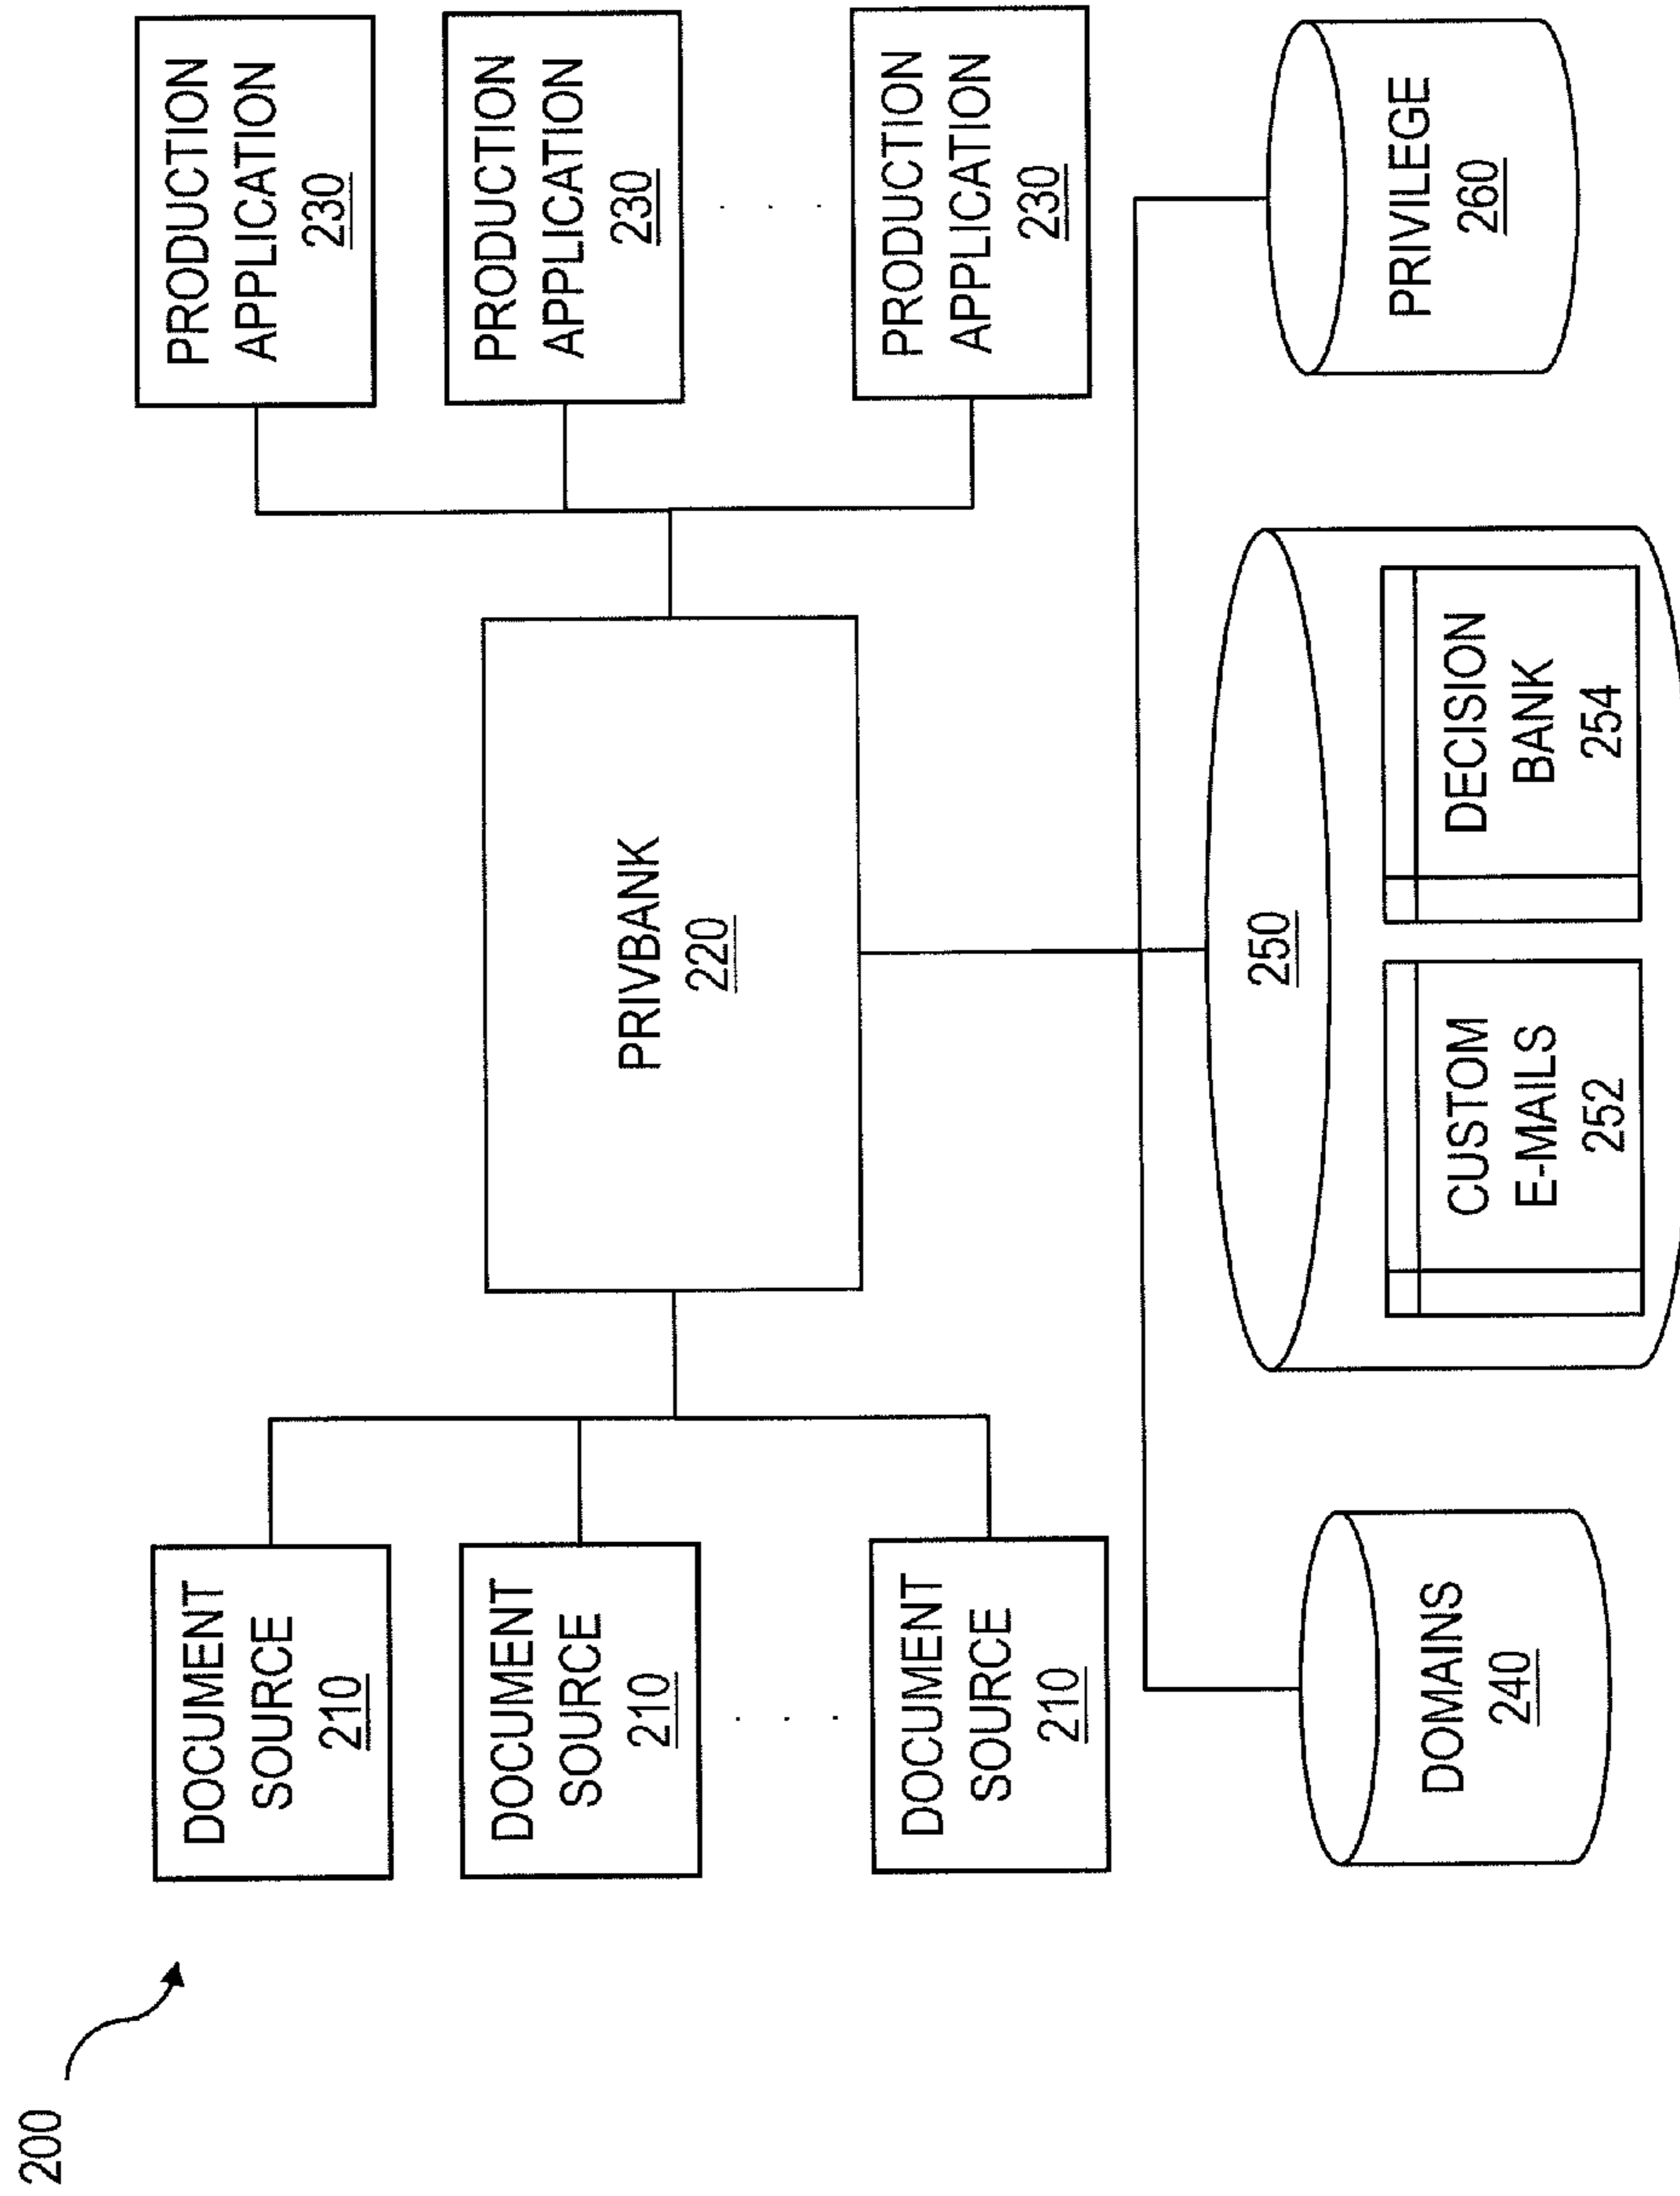 200
DOCUMENT
SOURCE
210
DOCUMENT
SOURCE
210
DOCUMENT
SOURCE
210
PRIVBANK
220
PRODUCTION
APPLICATION
230
PRODUCTION
APPLICATION
230
PRODUCTION
APPLICATION
230
DOMAINS
240
250
CUSTOM
E-MAILS
252
DECISION
BANK
254
PRIVILEGE
260